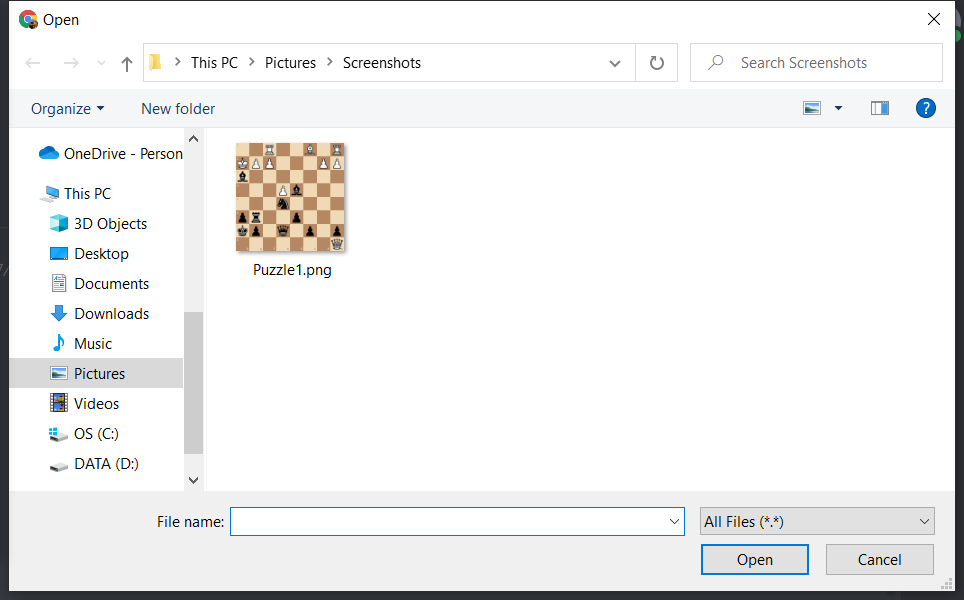 Open
This PC > Pictures > Screenshots
Search Screenshots
Organize
New folder
?
OneDrive - Person
This PC
3D Objects
Desktop
Documents
Downloads
Music
Pictures
Videos
OS (C:)
DATA (D:)
Puzzle1.png
File name:
All Files (*.*)
Open
Cancel